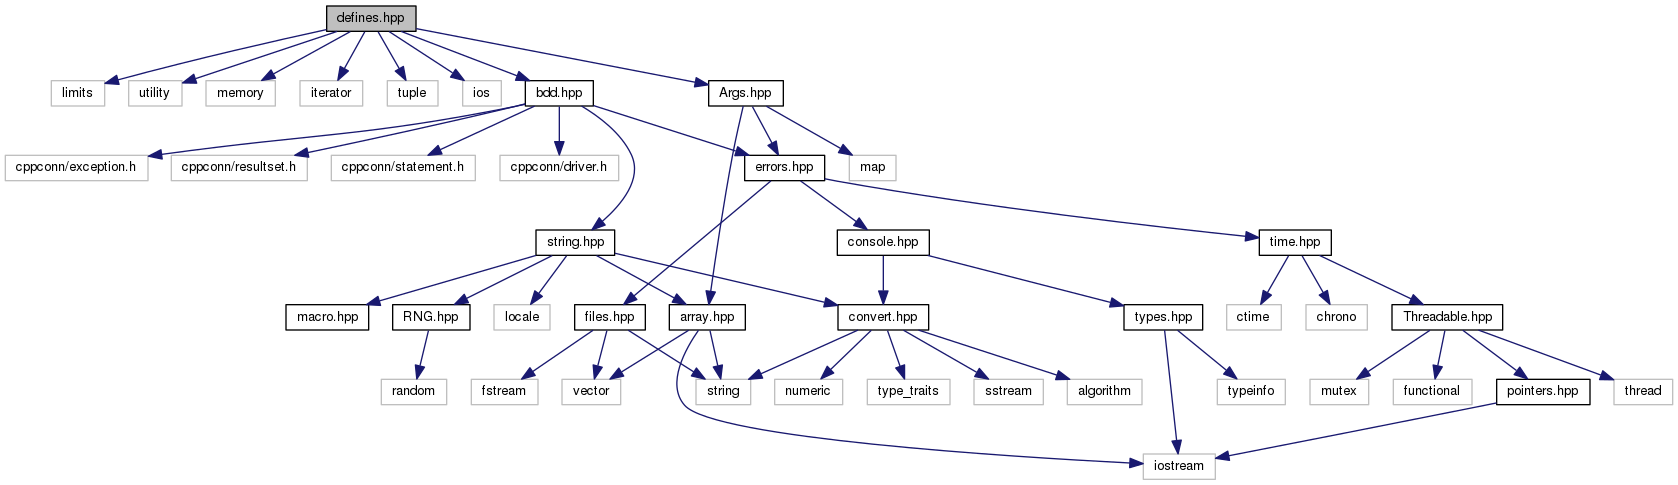 defines.hpp
limits
utility
memory
iterator
tuple
ios
bdd.hpp
Args.hpp
cppconn/exception.h
cppconn/resultset.h
cppconn/statement.h
cppconn/driver.h
errors.hpp
map
string.hpp
console.hpp
time.hpp
macro.hpp
RNG.hpp
locale
files.hpp
array.hpp
convert.hpp
types.hpp
ctime
chrono
Threadable.hpp
random
fstream
vector
string
numeric
type_traits
sstream
algorithm
typeinfo
mutex
functional
pointers.hpp
thread
iostream